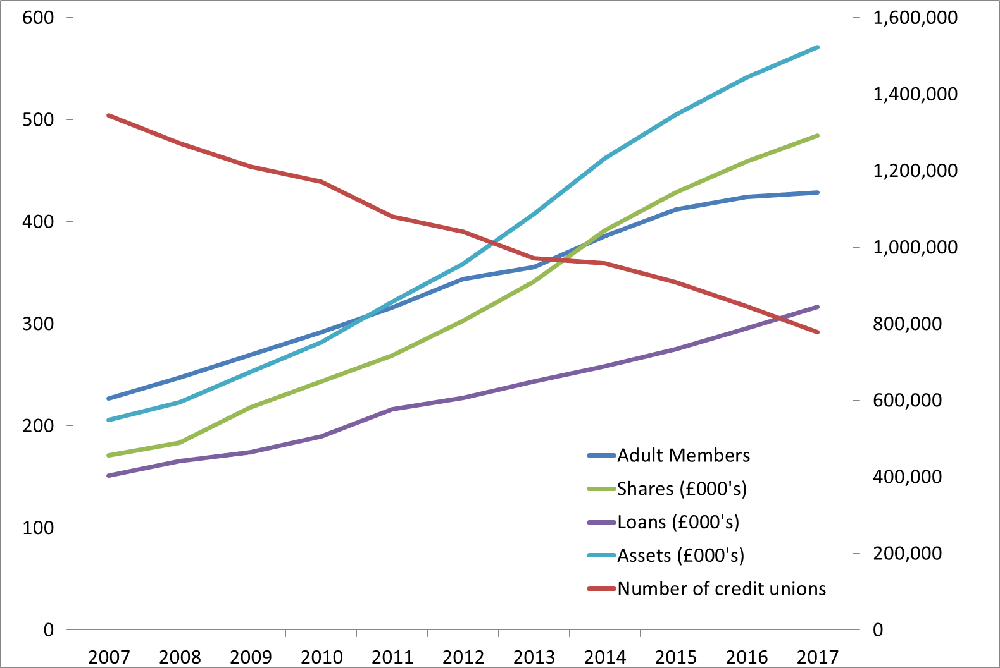 600
500
400
300
200
100
0
1,600,000
1,400,000
1,200,000
1,000,000
800,000
600,000
400,000
200,000
0
Adult Members
Shares (£000's)
Loans (£000's)
Assets (£000's)
Number of credit unions
2007 2008 2009 2010 2011 2012 2013 2014 2015 2016 2017